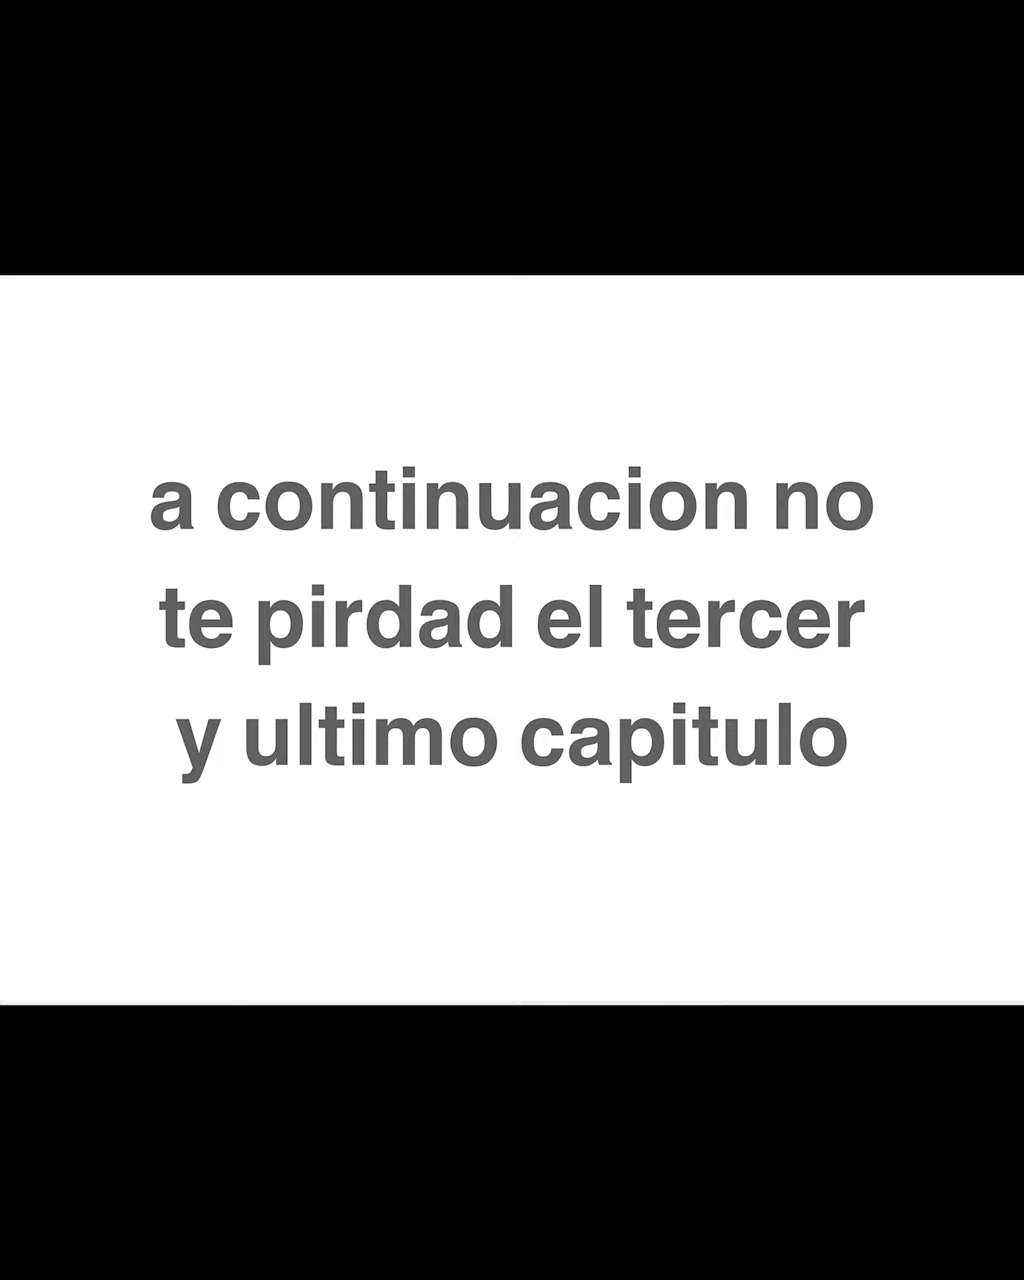 a continuacion no
te pirdad el tercer
y ultimo capitulo